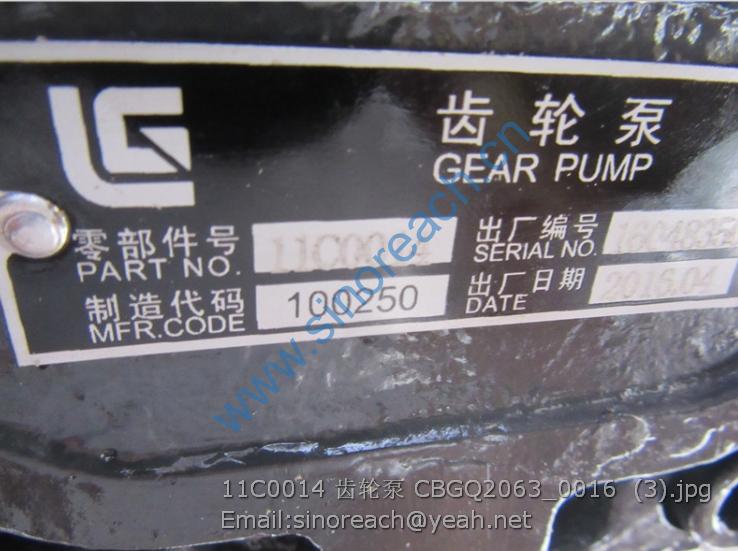 LG
齿轮泵
GEAR PUMP
零部件号
PART NO.
出厂编号
SERIAL NO.
制造代码
MFR.CODE
100250
出厂日期
DATE
2016.04
www.sinoreach.cn
11C0014 齿轮泵 CBGQ2063_0016 (3).jpg
Email:sinoreach@yeah.net